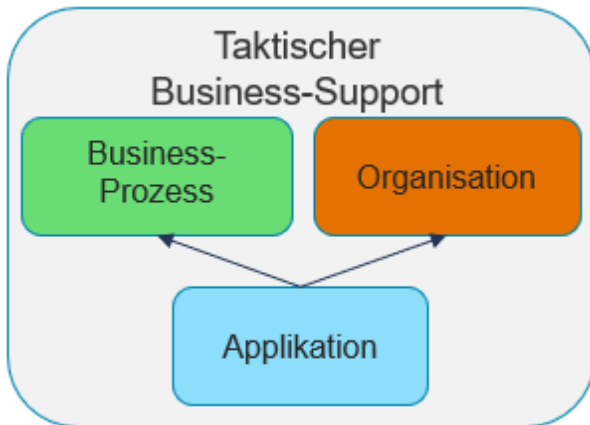 Taktischer
Business-Support
Business-
Prozess
Organisation
Applikation